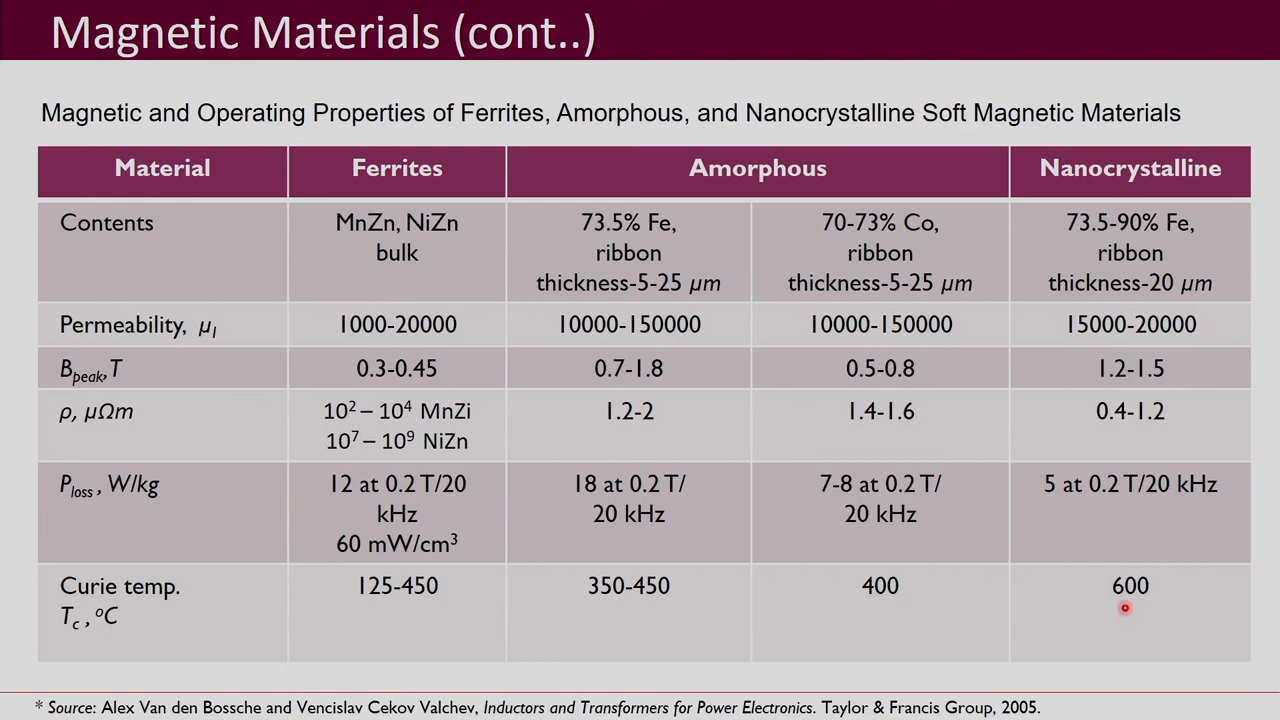 Magnetic Materials (cont..)
Magnetic and Operating Properties of Ferrites, Amorphous, and Nanocrystalline Soft Magnetic Materials
Material Ferrites Amorphous Nanocrystalline
Contents
MnZn, NiZn
bulk
73.5% Fe,
ribbon
thickness-5-25 μm
70-73% Co,
ribbon
thickness-5-25 μm
73.5-90% Fe,
ribbon
thickness-20 μm
Permeability, μI 1000-20000 10000-150000 10000-150000 15000-20000
Bpeak,T 0.3-0.45 0.7-1.8 0.5-0.8 1.2-1.5
ρ, μΩm
10² – 10⁴ MnZi
10⁷ – 10⁹ NiZn
1.2-2
1.4-1.6
0.4-1.2
Ploss , W/kg
12 at 0.2 T/20
kHz
60 mW/cm³
18 at 0.2 T/
20 kHz
7-8 at 0.2 T/
20 kHz
5 at 0.2 T/20 kHz
Curie temp.
Tc , °C
125-450
350-450
400
600
* Source: Alex Van den Bossche and Vencislav Cekov Valchev, Inductors and Transformers for Power Electronics. Taylor & Francis Group, 2005.